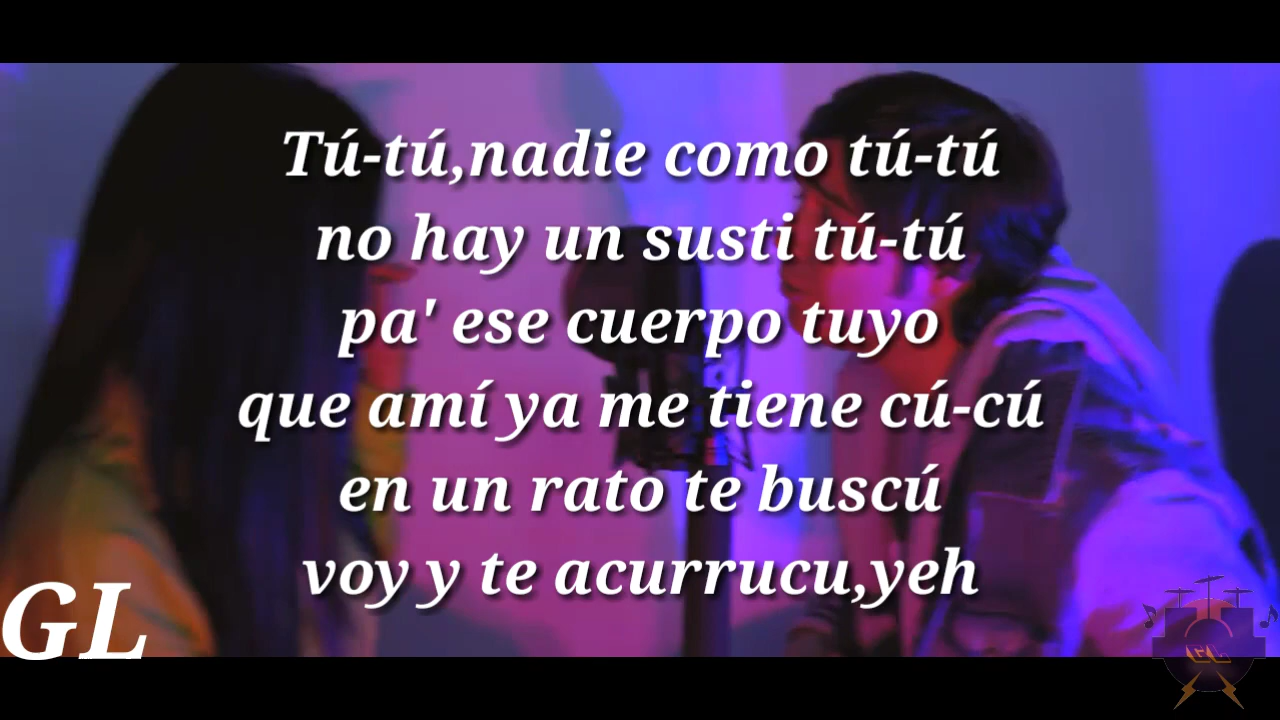 Tú-tú,nadie como tú-tú
no hay un susti tú-tú
pa' ese cuerpo tuyo
que amí ya me tiene cú-cú
en un rato te buscú
voy y te acurrucu,yeh
GL
GL